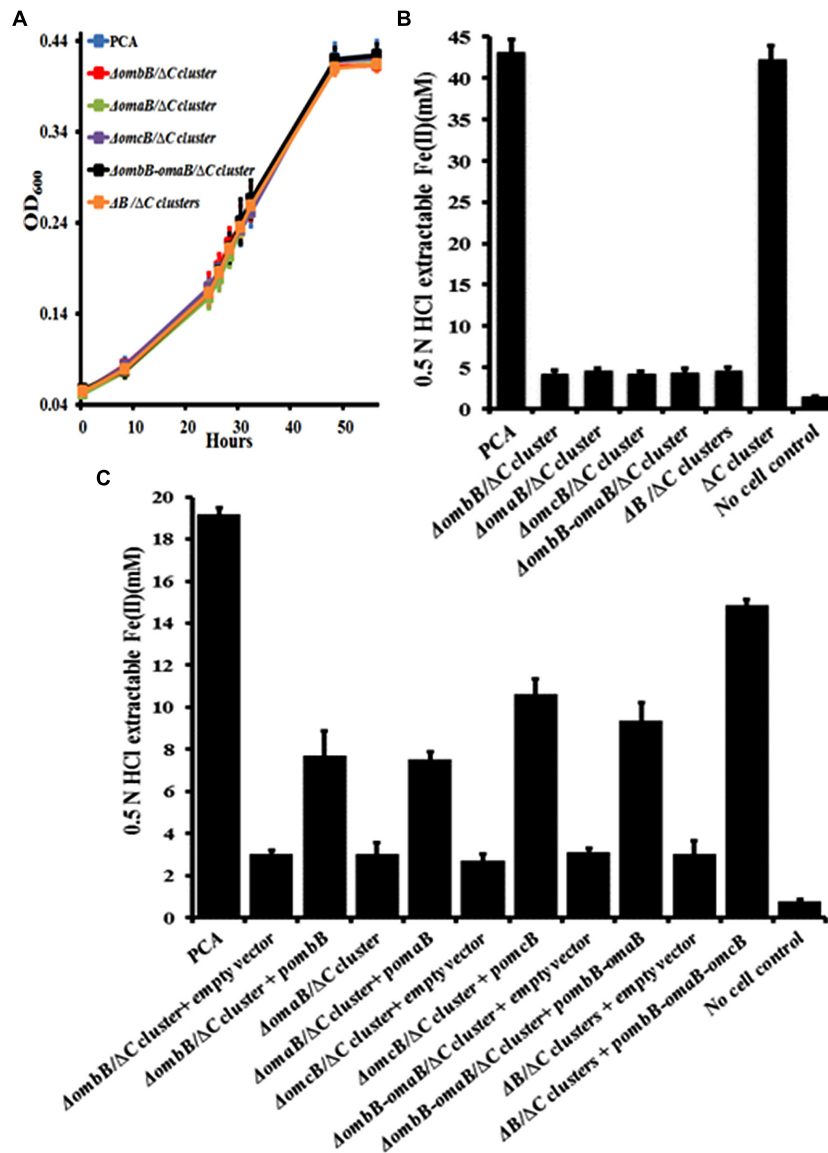 A
0.44
0.34
0.24
0.14
0.04
OD600
PCA
ΔombB/ΔC cluster
ΔomaB/ΔC cluster
ΔomcB/ΔC cluster
ΔombB-omaB/ΔC cluster
ΔB /ΔC clusters
0
10
20
30
40
50
Hours
B
45
40
35
30
25
20
15
10
5
0
0.5 N HCl extractable Fe(II)(mM)
PCA
ΔombB/ΔC cluster
ΔomaB/ΔC cluster
ΔomcB/ΔC cluster
ΔombB-omaB/ΔC cluster
ΔB /ΔC clusters
ΔC cluster
No cell control
C
20
18
16
14
12
10
8
6
4
2
0
0.5 N HCl extractable Fe(II)(mM)
PCA
ΔombB/ΔC cluster+ empty vector
ΔombB/ΔC cluster + pombB
ΔomaB/ΔC cluster
ΔomaB/ΔC cluster+ pomaB
ΔomcB/ΔC cluster+ empty vector
ΔomcB/ΔC cluster + pomcB
ΔombB-omaB/ΔC cluster + empty vector
ΔombB-omaB/ΔC cluster+ pombB-omaB
ΔB/ΔC clusters + empty vector
ΔB/ΔC clusters + pombB-omaB-omcB
No cell control